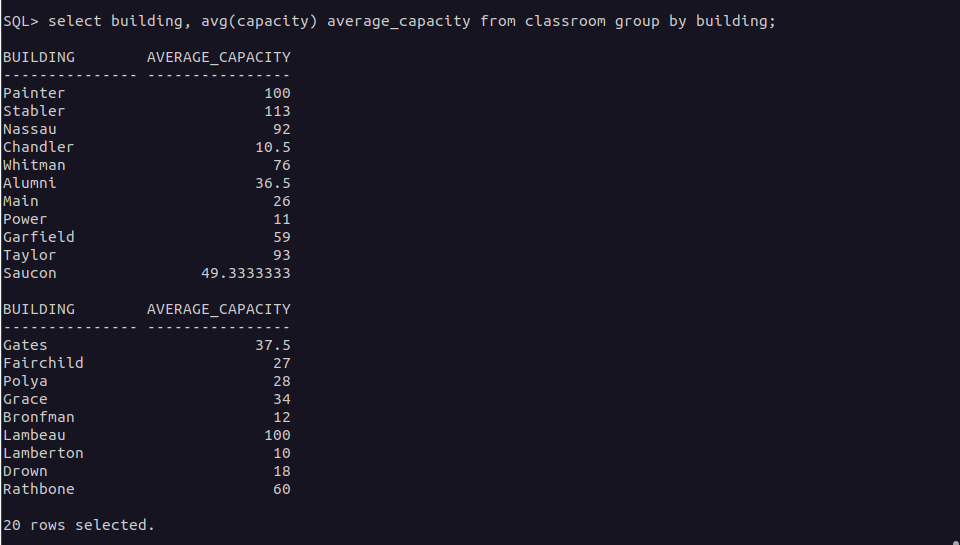 SQL> select building, avg(capacity) average_capacity from classroom group by building;
BUILDING        AVERAGE_CAPACITY
--------------- ----------------
Painter                      100
Stabler                      113
Nassau                        92
Chandler                    10.5
Whitman                       76
Alumni                      36.5
Main                          26
Power                         11
Garfield                      59
Taylor                        93
Saucon                49.3333333
BUILDING        AVERAGE_CAPACITY
--------------- ----------------
Gates                       37.5
Fairchild                     27
Polya                         28
Grace                         34
Bronfman                      12
Lambeau                      100
Lamberton                     10
Drown                         18
Rathbone                      60
20 rows selected.